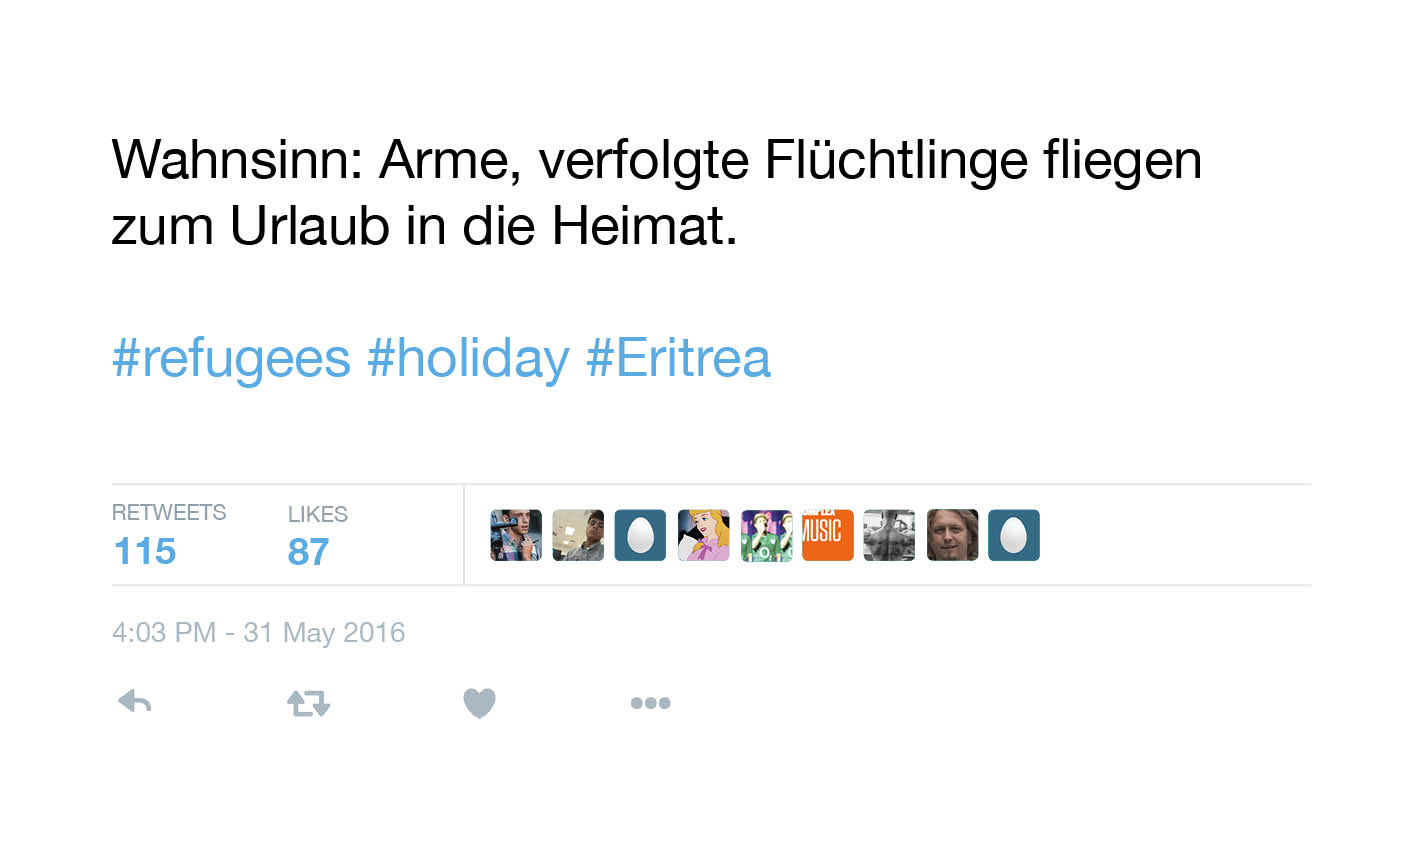 Wahnsinn: Arme, verfolgte Flüchtlinge fliegen
zum Urlaub in die Heimat.
#refugees #holiday #Eritrea
RETWEETS
115
LIKES
87
MUSIC
4:03 PM - 31 May 2016